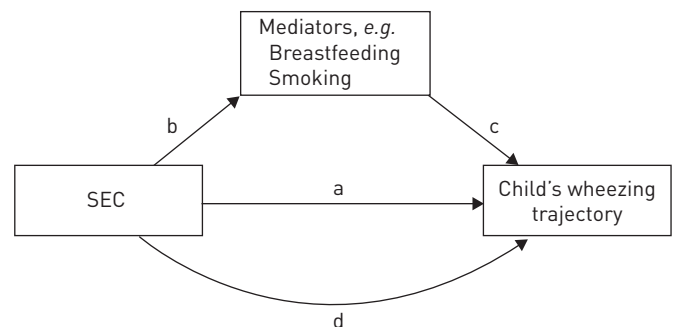 Mediators, e.g.
Breastfeeding
Smoking
b
c
SEC
a
Child's wheezing
trajectory
d